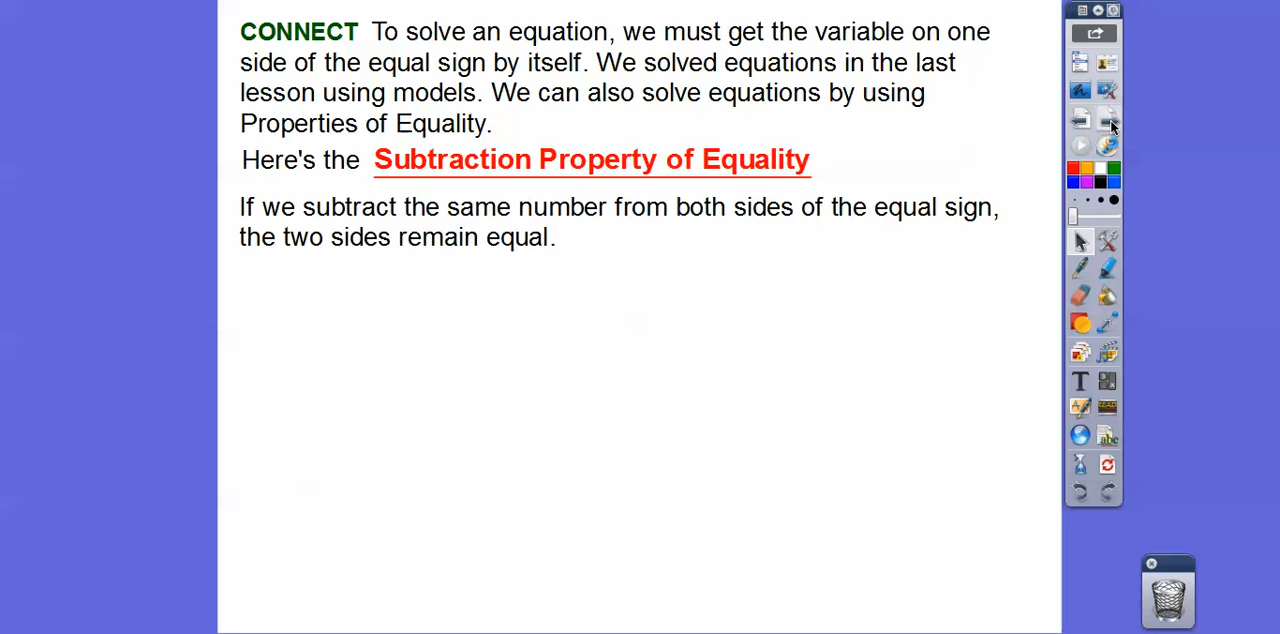 CONNECT To solve an equation, we must get the variable on one
side of the equal sign by itself. We solved equations in the last
lesson using models. We can also solve equations by using
Properties of Equality.
Here's the Subtraction Property of Equality
If we subtract the same number from both sides of the equal sign,
the two sides remain equal.